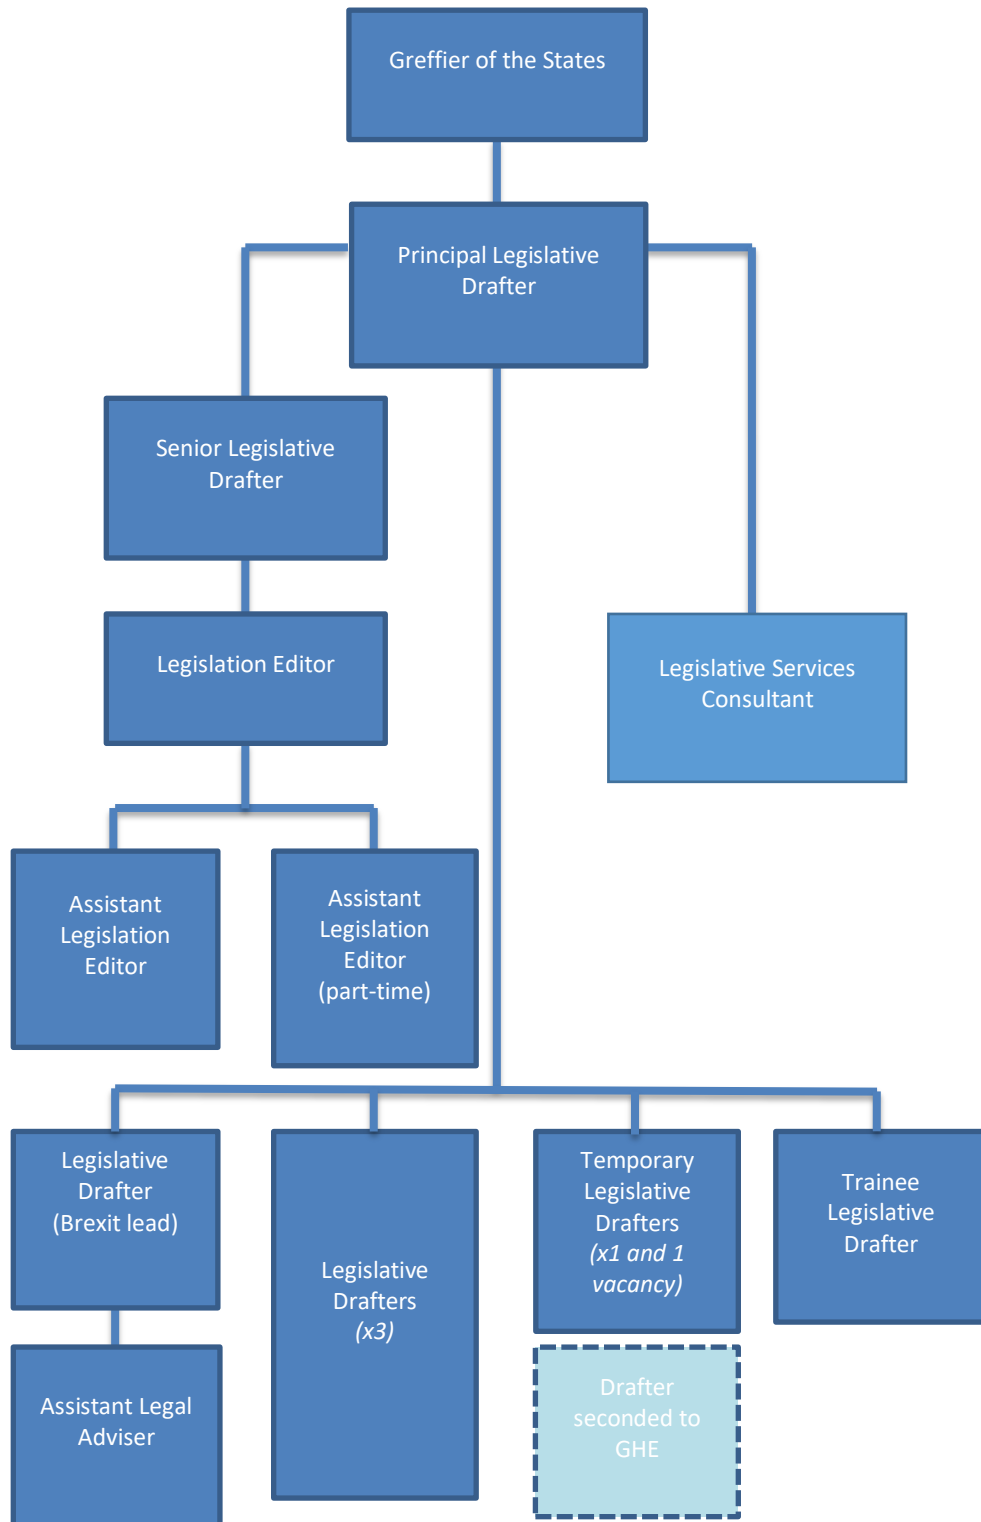 Greffier of the States
Principal Legislative
Drafter
Senior Legislative
Drafter
Legislation Editor
Legislative Services
Consultant
Assistant
Legislation
Editor
Assistant
Legislation
Editor
(part-time)
Legislative
Drafter
(Brexit lead)
Legislative
Drafters
(x3)
Temporary
Legislative
Drafters
(x1 and 1
vacancy)
Trainee
Legislative
Drafter
Assistant Legal
Adviser
Drafter
seconded to
GHE